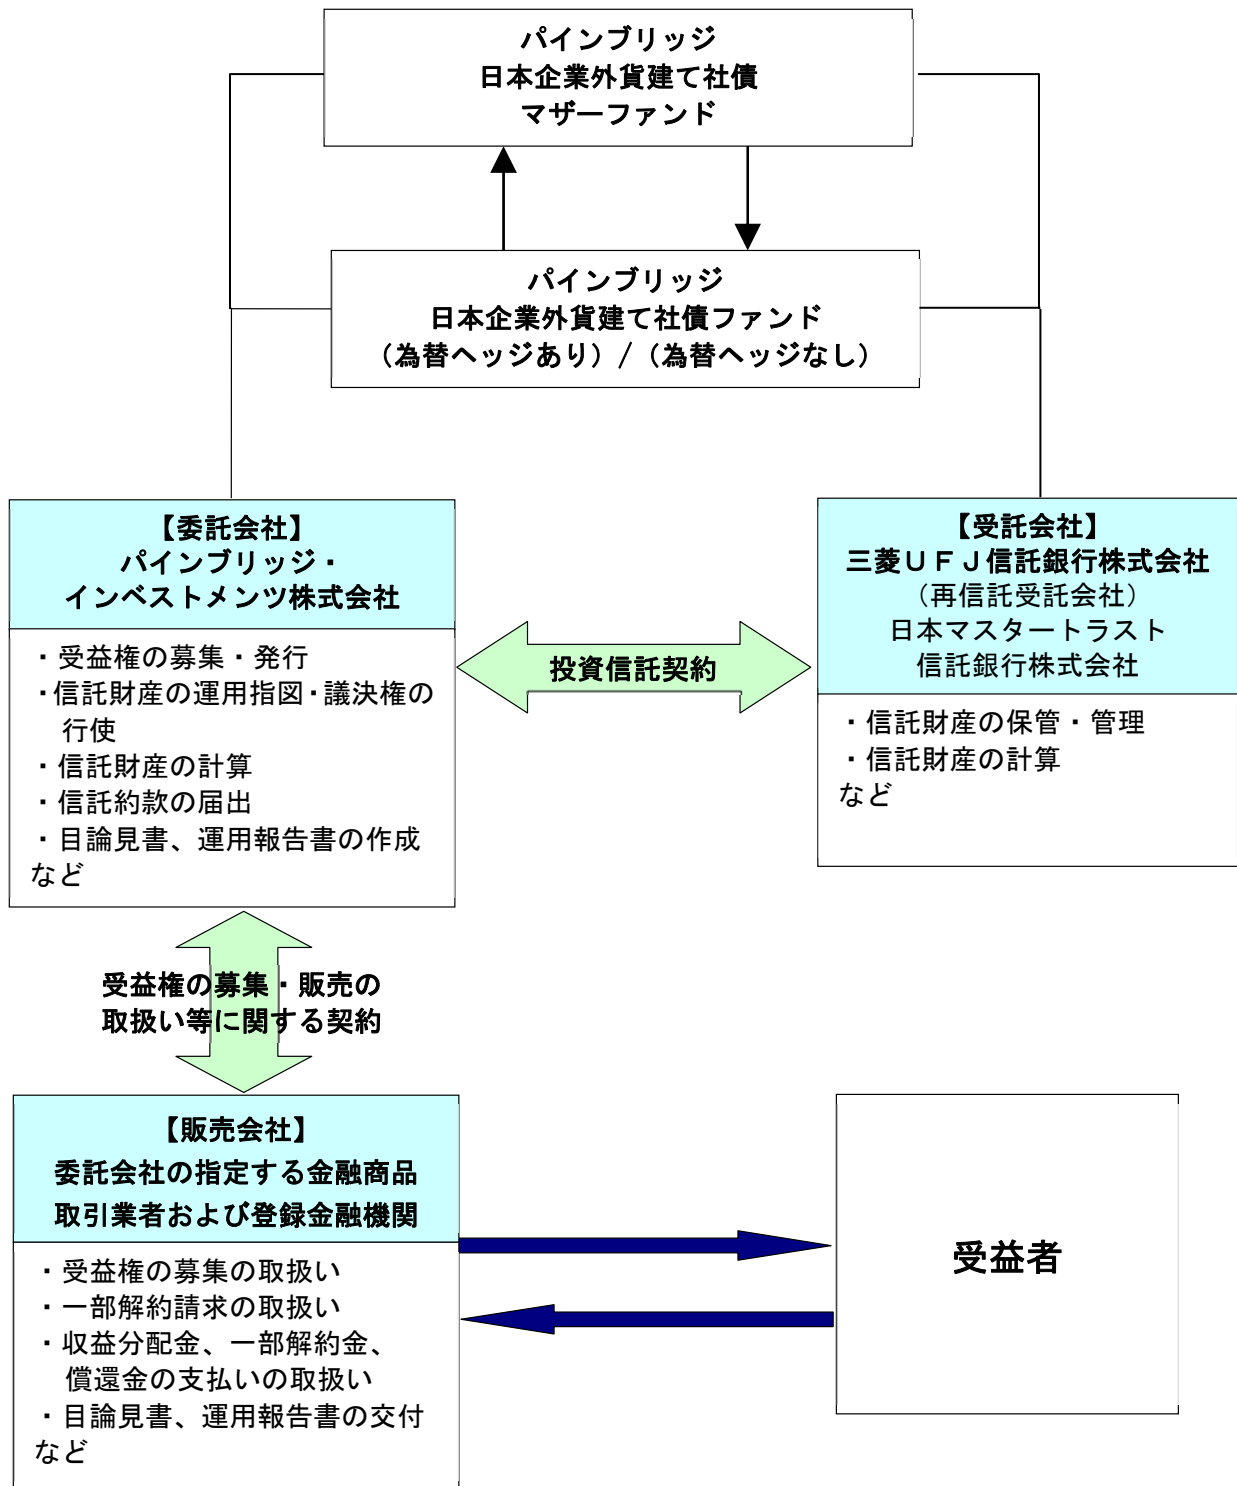 パインブリッジ
日本企業外貨建て社債
マザーファンド
パインブリッジ
日本企業外貨建て社債ファンド
（為替ヘッジあり）/（為替ヘッジなし）
【委託会社】
パインブリッジ・
インベストメンツ株式会社
・受益権の募集・発行
・信託財産の運用指図・議決権の
行使
・信託財産の計算
・信託約款の届出
・目論見書、運用報告書の作成
など
投資信託契約
【受託会社】
三菱ＵＦＪ信託銀行株式会社
（再信託受託会社）
日本マスタートラスト
信託銀行株式会社
・信託財産の保管・管理
・信託財産の計算
など
受益権の募集・販売の
取扱い等に関する契約
【販売会社】
委託会社の指定する金融商品
取引業者および登録金融機関
・受益権の募集の取扱い
・一部解約請求の取扱い
・収益分配金、一部解約金、
償還金の支払いの取扱い
・目論見書、運用報告書の交付
など
受益者